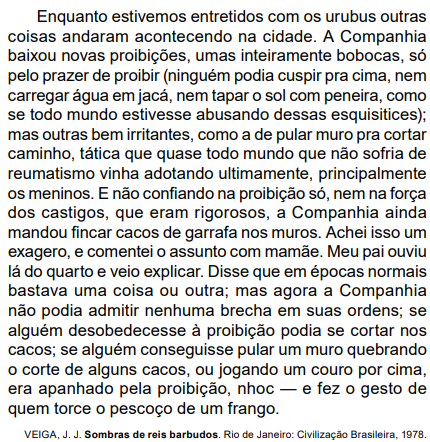 Enquanto estivemos entretidos com os urubus outras
coisas andaram acontecendo na cidade. A Companhia
baixou novas proibições, umas inteiramente bobocas, só
pelo prazer de proibir (ninguém podia cuspir pra cima, nem
carregar água em jacá, nem tapar o sol com peneira, como
se todo mundo estivesse abusando dessas esquisitices);
mas outras bem irritantes, como a de pular muro pra cortar
caminho, tática que quase todo mundo que não sofria de
reumatismo vinha adotando ultimamente, principalmente
os meninos. E não confiando na proibição só, nem na força
dos castigos, que eram rigorosos, a Companhia ainda
mandou fincar cacos de garrafa nos muros. Achei isso um
exagero, e comentei o assunto com mamãe. Meu pai ouviu
lá do quarto e veio explicar. Disse que em épocas normais
bastava uma coisa ou outra; mas agora a Companhia
não podia admitir nenhuma brecha em suas ordens; se
alguém desobedecesse à proibição podia se cortar nos
cacos; se alguém conseguisse pular um muro quebrando
o corte de alguns cacos, ou jogando um couro por cima,
era apanhado pela proibição, nhoc — e fez o gesto de
quem torce o pescoço de um frango.
VEIGA, J. J. Sombras de reis barbudos. Rio de Janeiro: Civilização Brasileira, 1978.